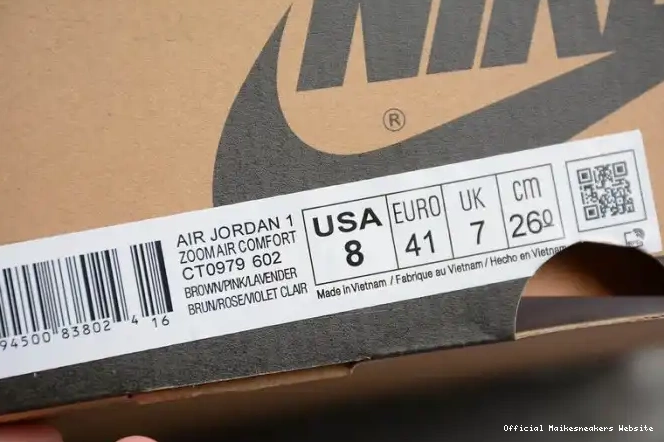 NIKE
®
AIR JORDAN 1
ZOOM AIR COMFORT
CT0979 602
BROWN/PINK/LAVENDER
BRUN/ROSE/VIOLET CLAIR
USA
8
EURO
41
UK
7
cm
26
Made in Vietnam / Fabrique au Vietnam / Hecho en Vietnam
94500 83802 4 16
Official Maikesneakers Website